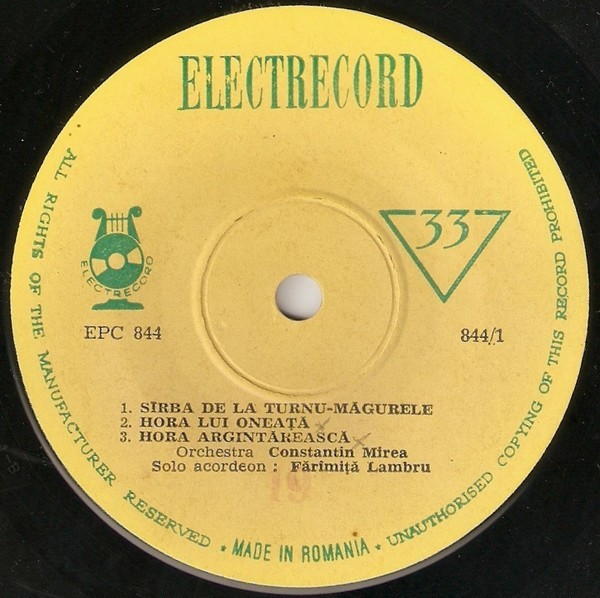 ELECTRECORD
ALL RIGHTS OF THE MANUFACTURER RESERVED • MADE IN ROMANIA • UNAUTHORISED COPYING OF THIS RECORD PROHIBITED
ELECTRECORD
33
EPC 844
844/1
1. SÎRBA DE LA TURNU-MĂGURELE
2. HORA LUI ONEAȚĂ
3. HORA ARGINTĂREASCĂ
Orchestra Constantin Mirea
Solo acordeon : Fărîmiță Lambru
19